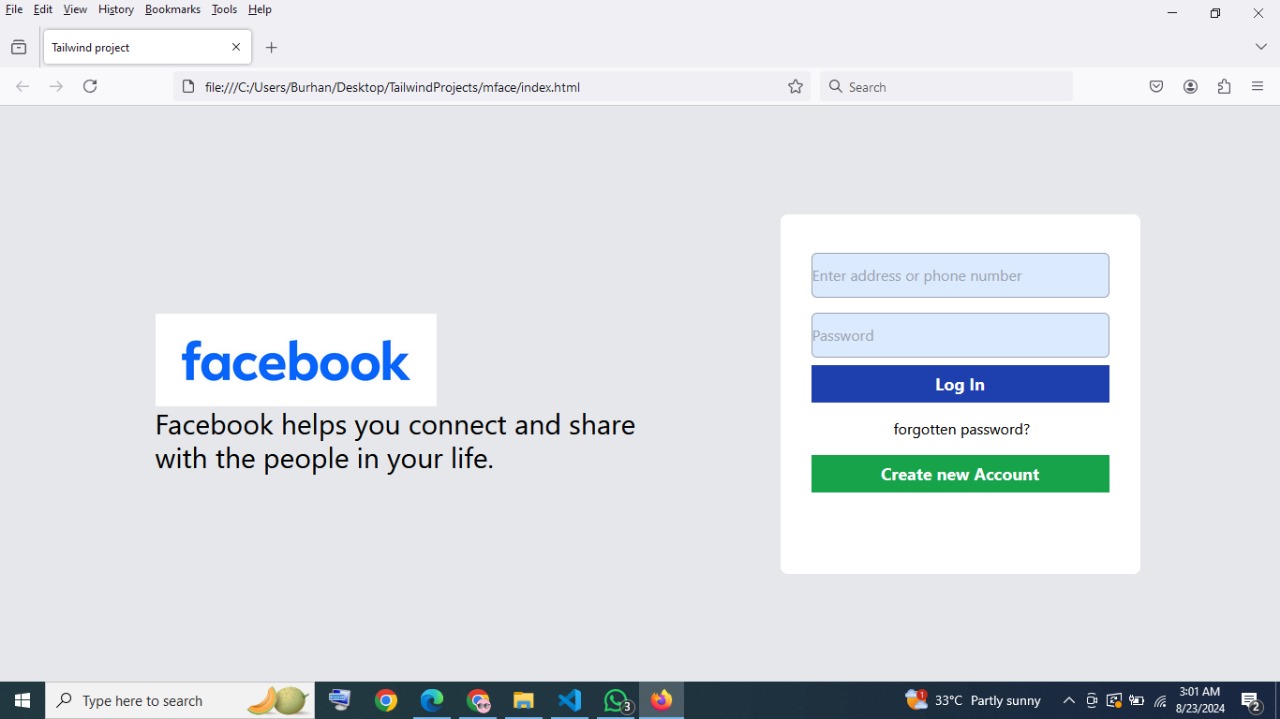 File Edit View History Bookmarks Tools Help
Tailwind project
file:///C:/Users/Burhan/Desktop/TailwindProjects/mface/index.html
Search
facebook
Facebook helps you connect and share
with the people in your life.
Enter address or phone number
Password
Log In
forgotten password?
Create new Account
Type here to search
3
1
33°C Partly sunny
3:01 AM
8/23/2024
2